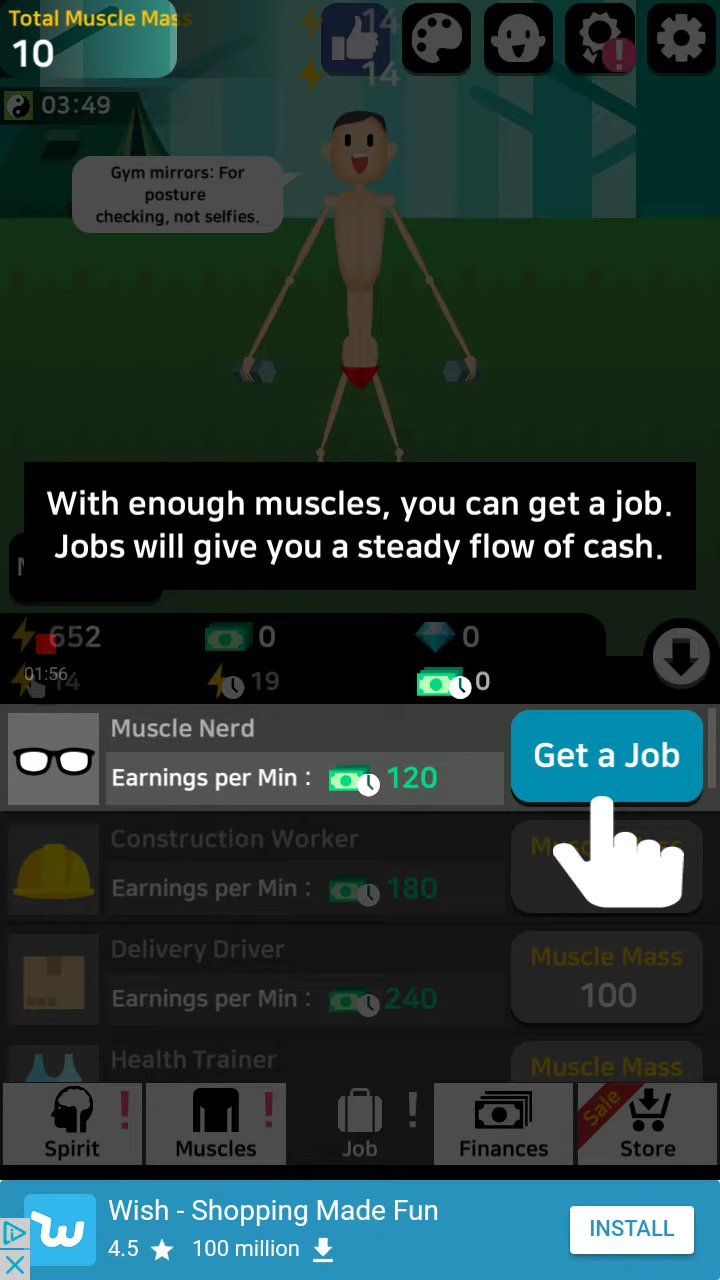 Total Muscle Mass
10
14
14
03:49
Gym mirrors: For
posture
checking, not selfies.
With enough muscles, you can get a job.
Jobs will give you a steady flow of cash.
652
0
0
01:56
14
19
0
Muscle Nerd
Earnings per Min :
120
Get a Job
Construction Worker
Earnings per Min :
180
Delivery Driver
Earnings per Min :
240
Muscle Mass
100
Health Trainer
Muscle Mass
Spirit
Muscles
Job
Finances
Sale
Store
Wish - Shopping Made Fun
4.5
100 million
INSTALL